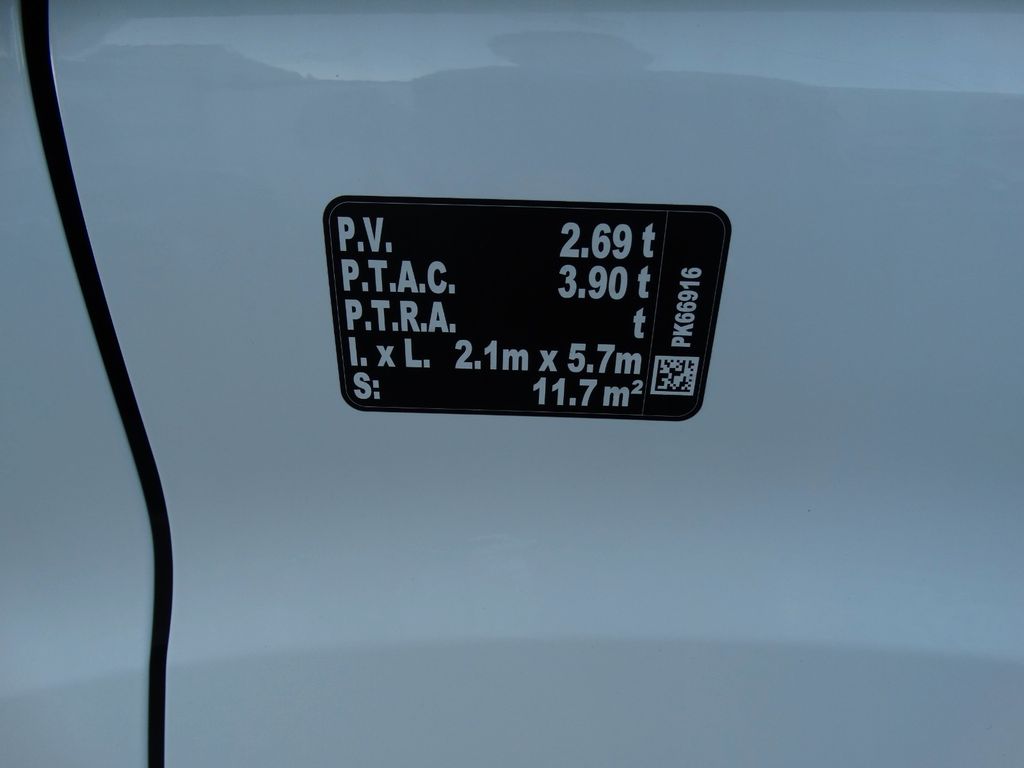 P.V. 2.69 t
P.T.A.C. 3.90 t
P.T.R.A. t
l. x L. 2.1m x 5.7m
S: 11.7 m²
PK66916